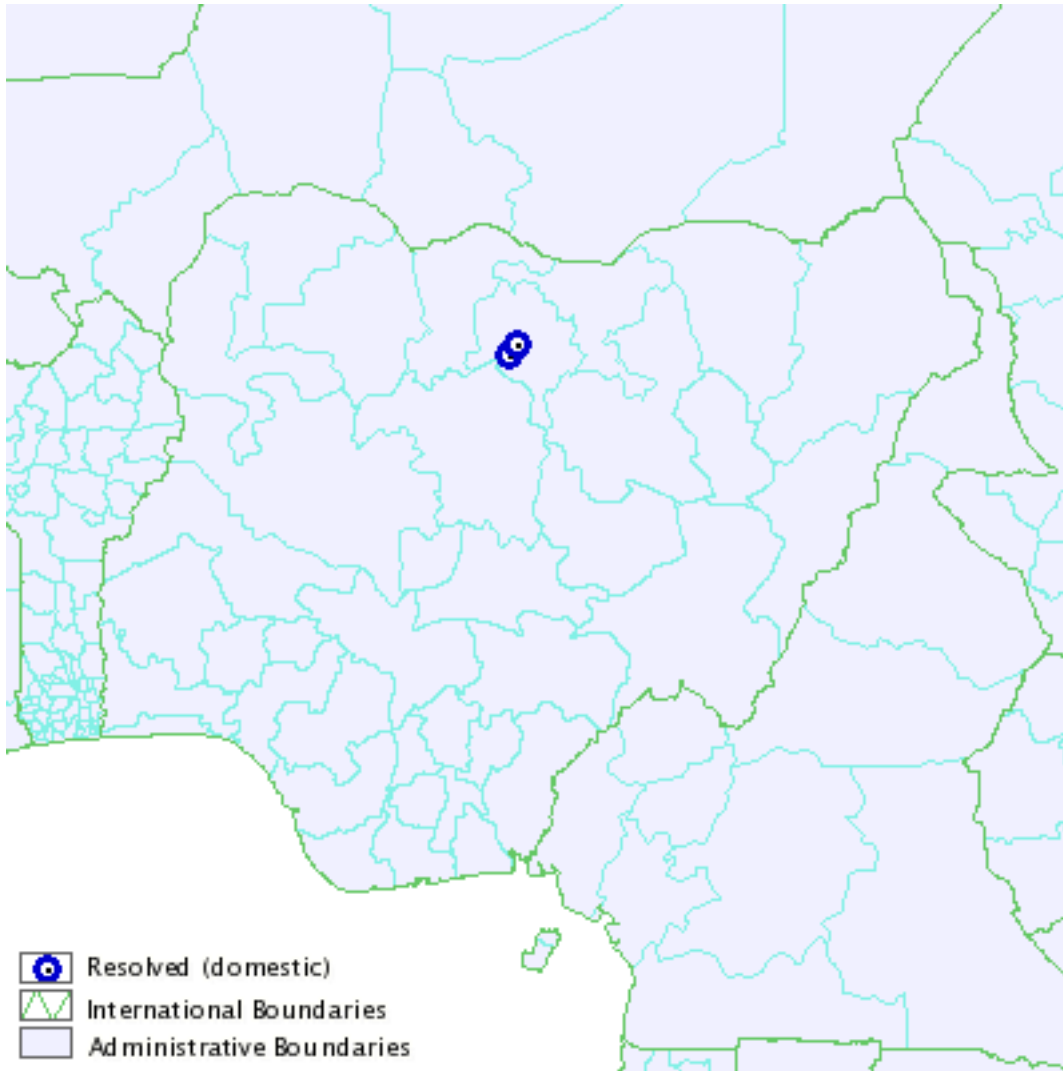 Resolved (domestic)
International Boundaries
Administrative Boundaries